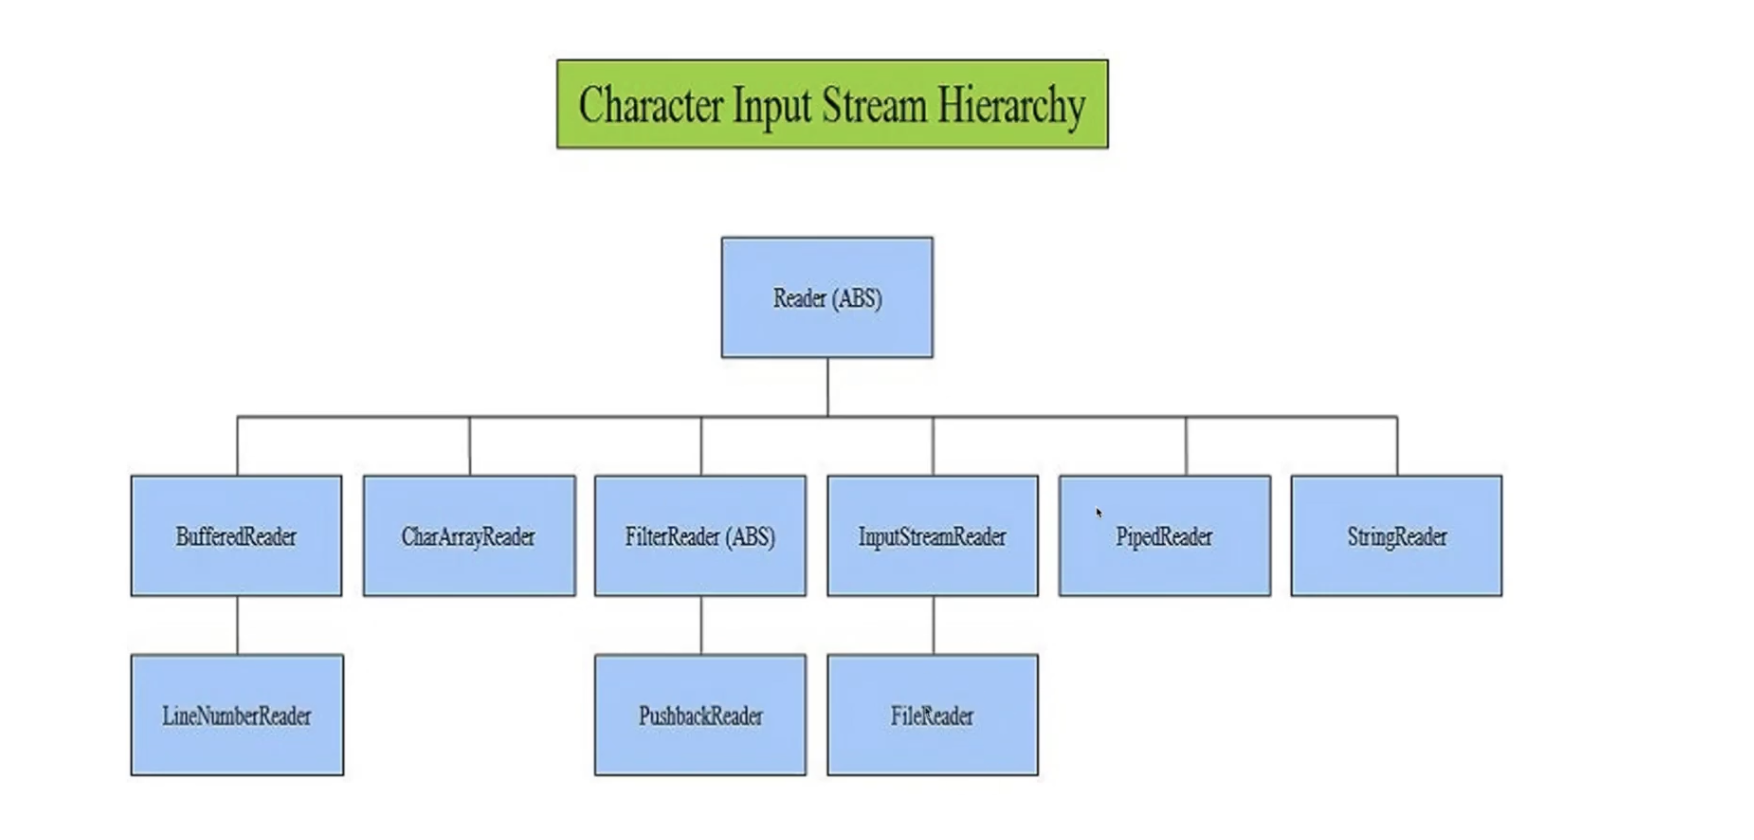 Character Input Stream Hierarchy
Reader (ABS)
BufferedReader
CharArrayReader
FilterReader (ABS)
InputStreamReader
PipedReader
StringReader
LineNumberReader
PushbackReader
FileReader